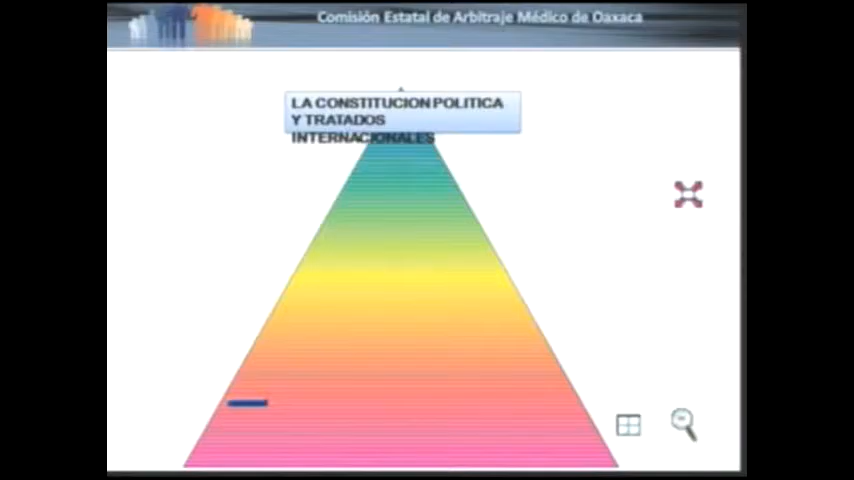 Comisión Estatal de Arbitraje Médico de Oaxaca
LA CONSTITUCION POLITICA
Y TRATADOS
INTERNACIONALES